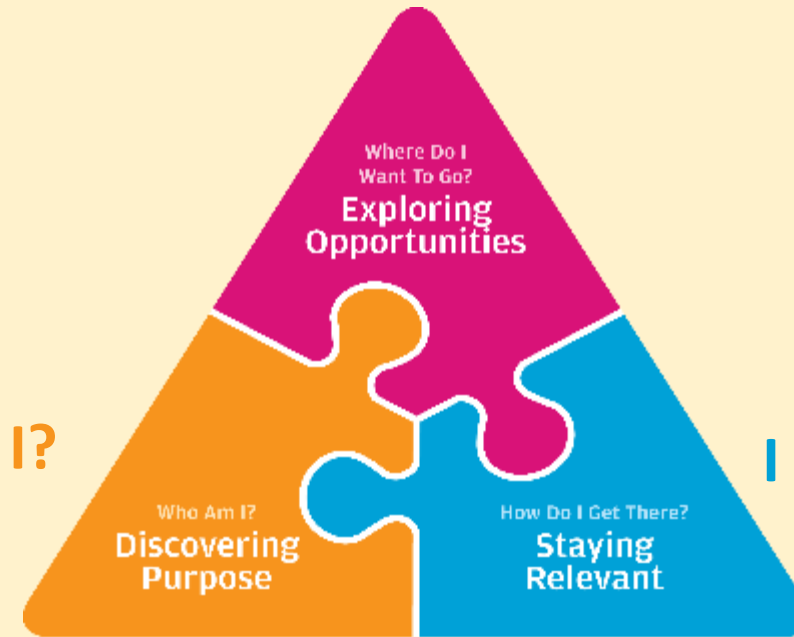 Where Do I
Want To Go?
Exploring
Opportunities
I?
I
Who Am I?
Discovering
Purpose
How Do I Get There?
Staying
Relevant